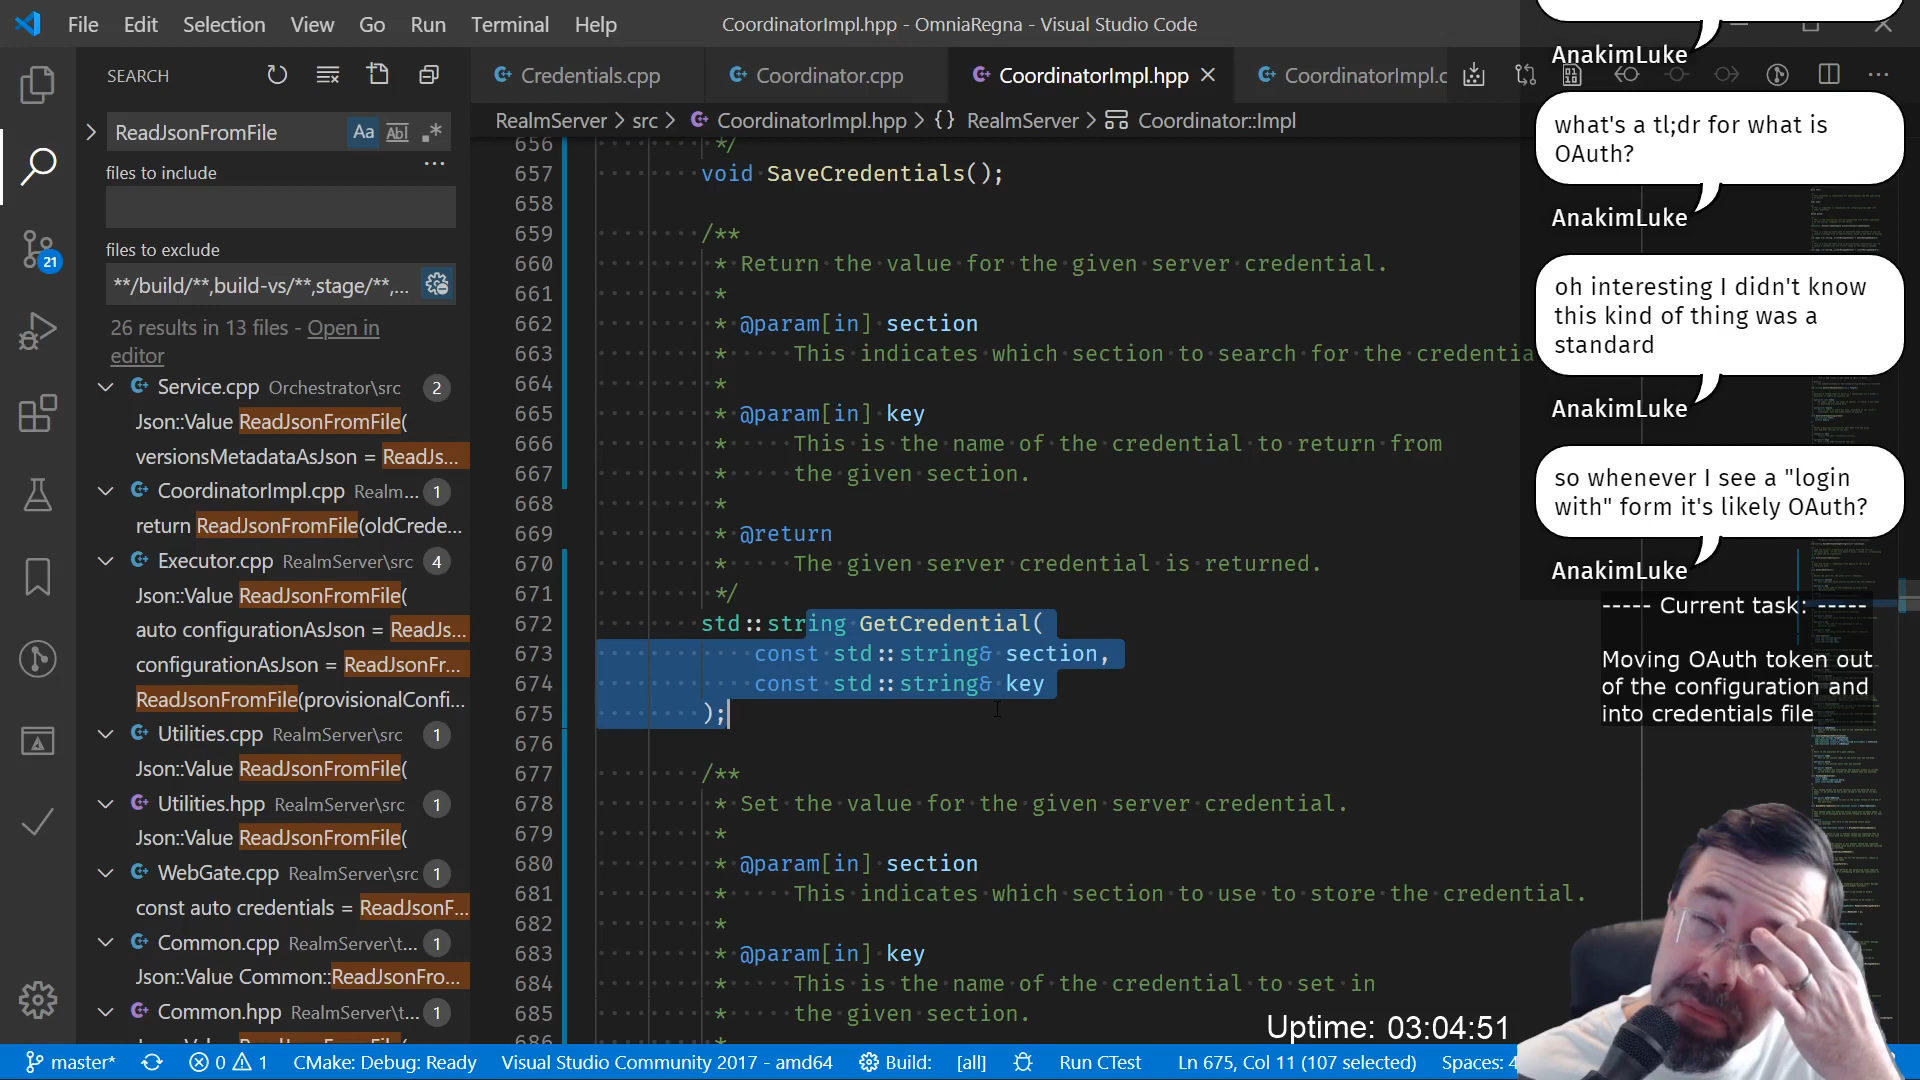 File Edit Selection View Go Run Terminal Help
CoordinatorImpl.hpp - OmniaRegna - Visual Studio Code
SEARCH
ReadJsonFromFile
Aa Abl .*
files to include
files to exclude
**/build/**,build-vs/**,stage/**,...
26 results in 13 files - Open in
editor
Service.cpp Orchestrator\src 2
Json::Value ReadJsonFromFile(
versionsMetadataAsJson = ReadJs...
CoordinatorImpl.cpp Realm... 1
return ReadJsonFromFile(oldCrede...
Executor.cpp RealmServer\src 4
Json::Value ReadJsonFromFile(
auto configurationAsJson = ReadJs...
configurationAsJson = ReadJsonFr...
ReadJsonFromFile(provisionalConfi...
Utilities.cpp RealmServer\src 1
Json::Value ReadJsonFromFile(
Utilities.hpp RealmServer\src 1
Json::Value ReadJsonFromFile(
WebGate.cpp RealmServer\src 1
const auto credentials = ReadJsonF...
Common.cpp RealmServer\t... 1
Json::Value Common::ReadJsonFro...
Common.hpp RealmServer\t... 1
21
Credentials.cpp
Coordinator.cpp
CoordinatorImpl.hpp
CoordinatorImpl.c
RealmServer > src > CoordinatorImpl.hpp > {} RealmServer > Coordinator::Impl
656 */
657 void SaveCredentials();
658
659 /**
660 * Return the value for the given server credential.
661 *
662 * @param[in] section
663 * This indicates which section to search for the credentia
664 *
665 * @param[in] key
666 * This is the name of the credential to return from
667 * the given section.
668 *
669 * @return
670 * The given server credential is returned.
671 */
672 std::string GetCredential(
673 const std::string& section,
674 const std::string& key
675 );
676
677 /**
678 * Set the value for the given server credential.
679 *
680 * @param[in] section
681 * This indicates which section to use to store the credential.
682 *
683 * @param[in] key
684 * This is the name of the credential to set in
685 * the given section.
686 *
AnakimLuke
what's a tl;dr for what is
OAuth?
AnakimLuke
oh interesting I didn't know
this kind of thing was a
standard
AnakimLuke
so whenever I see a "login
with" form it's likely OAuth?
AnakimLuke
----- Current task: -----
Moving OAuth token out
of the configuration and
into credentials file
Uptime: 03:04:51
master* 0 1 CMake: Debug: Ready Visual Studio Community 2017 - amd64 Build: [all] Run CTest Ln 675, Col 11 (107 selected) Spaces: 4